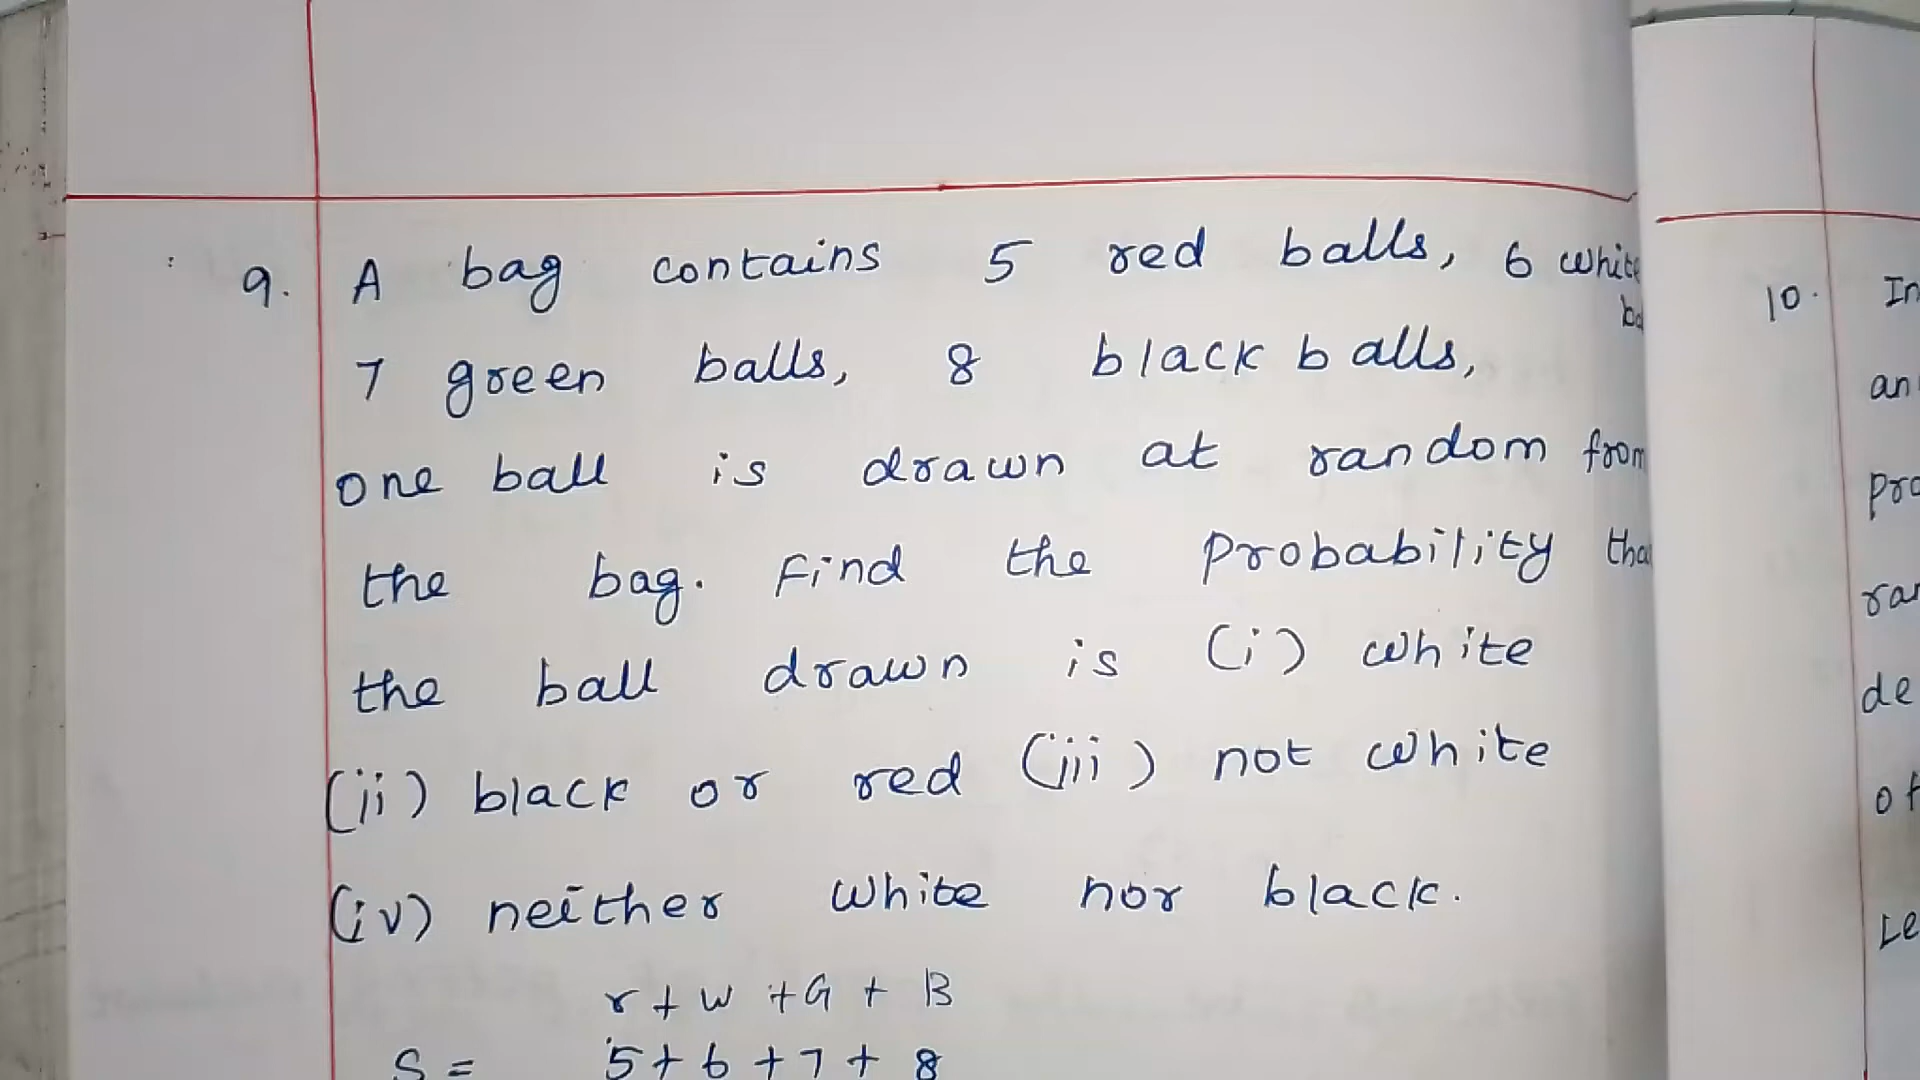 9. A bag contains 5 red balls, 6 white
7 green balls, 8 black balls,
one ball is drawn at random from
the bag. Find the probability
the ball drawn is (i) white
(ii) black or red (iii) not white
(iv) neither white nor black.
r + W + G + B
S = 5 + 6 + 7 + 8
10. In